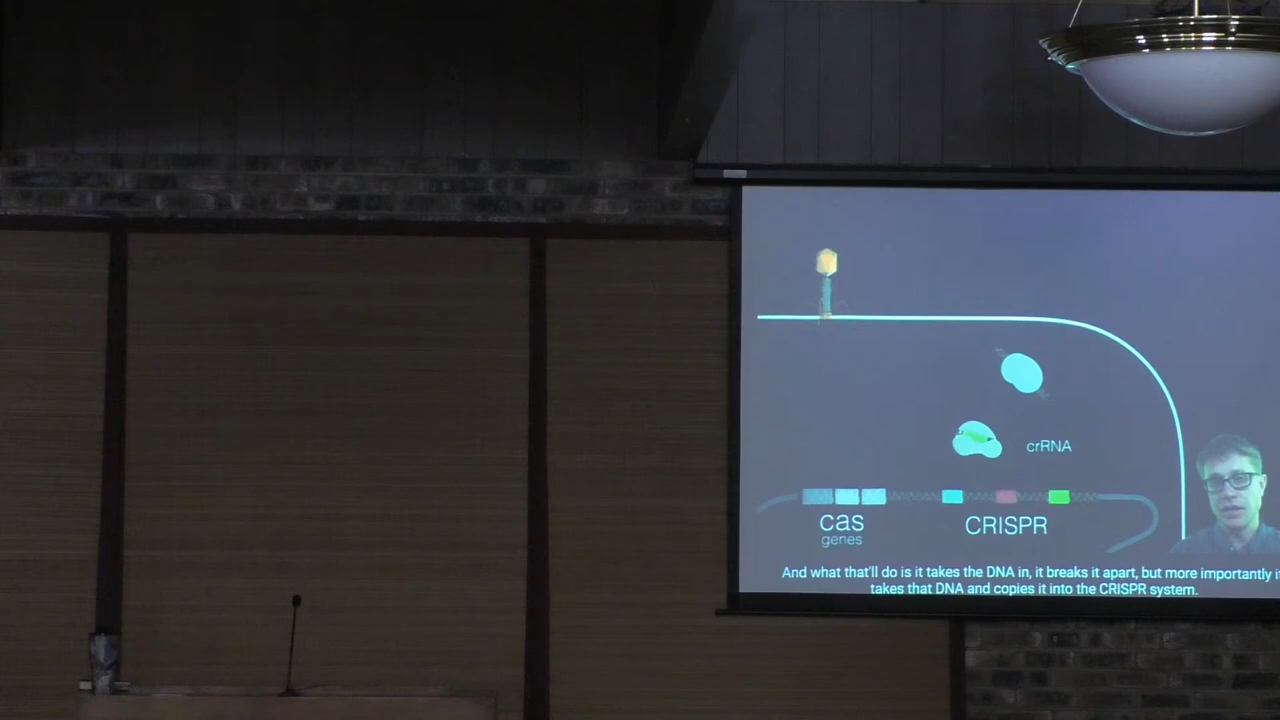 crRNA
cas
genes
CRISPR
And what that'll do is it takes the DNA in, it breaks it apart, but more importantly
takes that DNA and copies it into the CRISPR system.